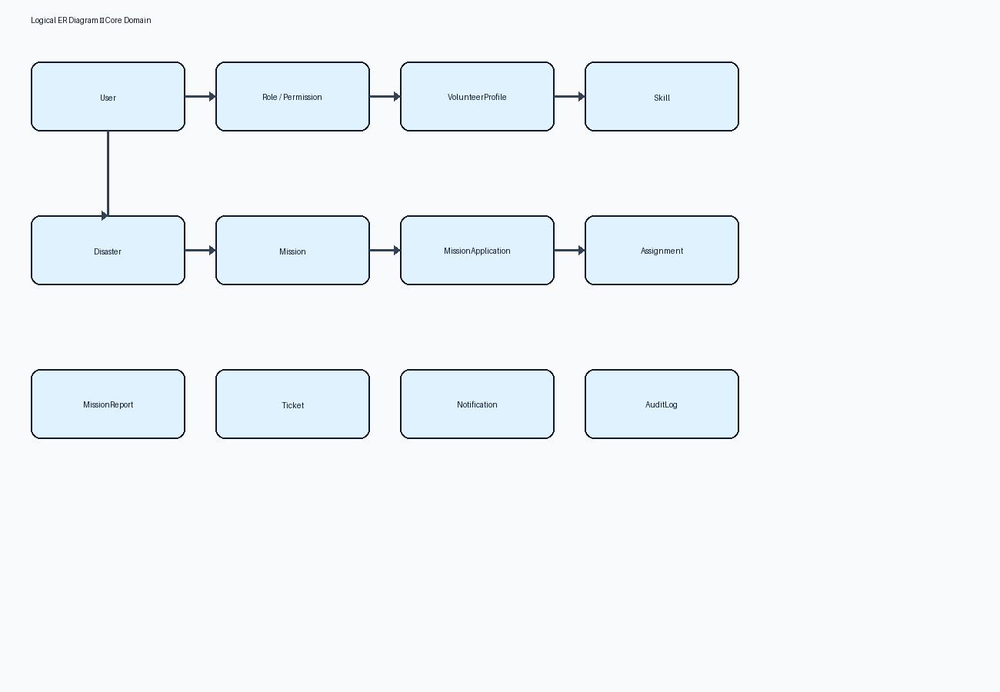 Logical ER Diagram ▯ Core Domain
User
Role / Permission
VolunteerProfile
Skill
Disaster
Mission
MissionApplication
Assignment
MissionReport
Ticket
Notification
AuditLog